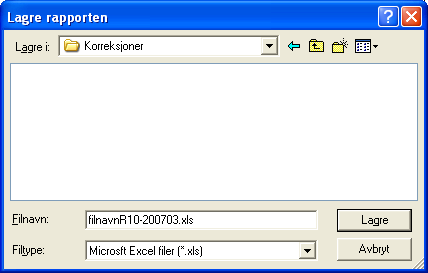 Lagre rapporten
Lagre i: Korreksjoner
Filnavn: filnavnR10-200703.xls Lagre
Filtype: Microsft Excel filer (*.xls) Avbryt